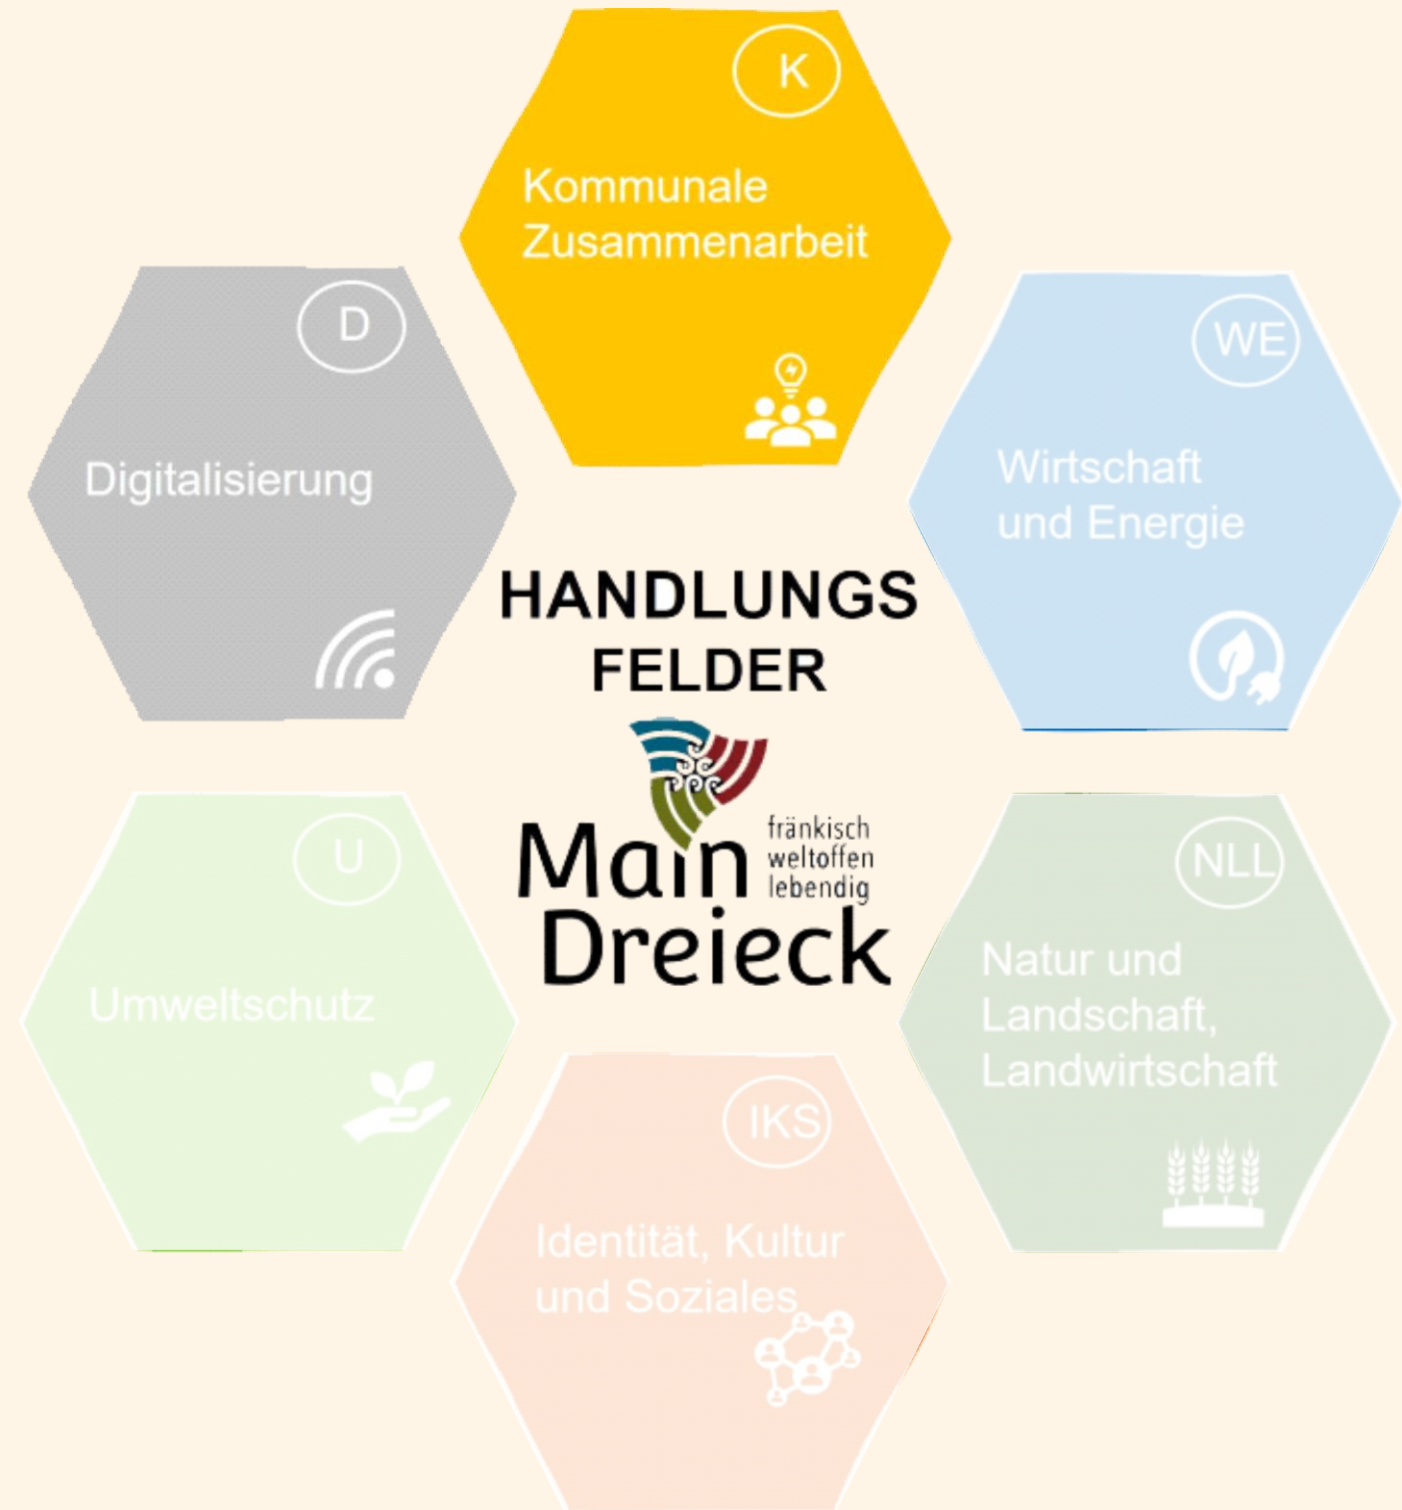 K
Kommunale
Zusammenarbeit
D
Digitalisierung
WE
Wirtschaft
und Energie
HANDLUNGS
FELDER
Main
fränkisch
weltoffen
lebendig
Dreieck
U
Umweltschutz
NLL
Natur und
Landschaft,
Landwirtschaft
IKS
Identität, Kultur
und Soziales